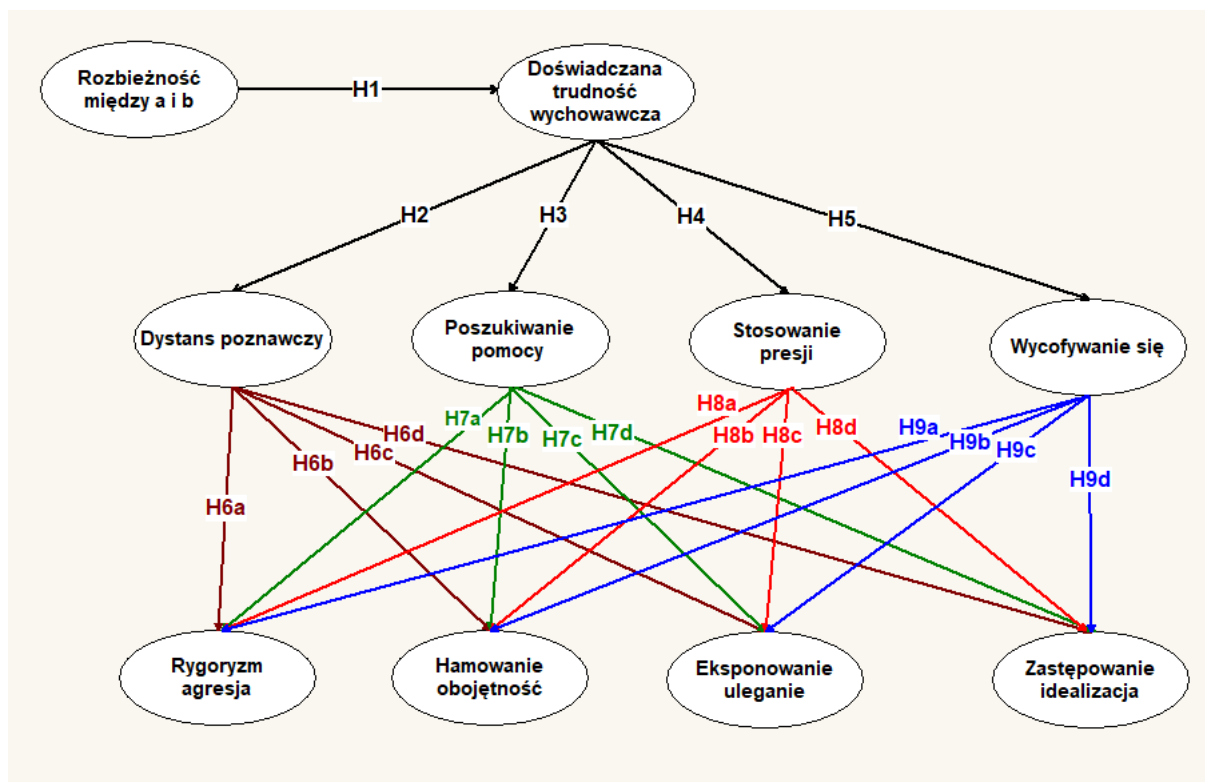 Rozbieżność
między a i b
H1
Doświadczana
trudność
wychowawcza
H2
H3
H4
H5
Dystans poznawczy
Poszukiwanie
pomocy
Stosowanie
presji
Wycofywanie się
H6a
H6b
H6c
H6d
H7a
H7b
H7c
H7d
H8a
H8b
H8c
H8d
H9a
H9b
H9c
H9d
Rygoryzm
agresja
Hamowanie
obojętność
Eksponowanie
uleganie
Zastępowanie
idealizacja